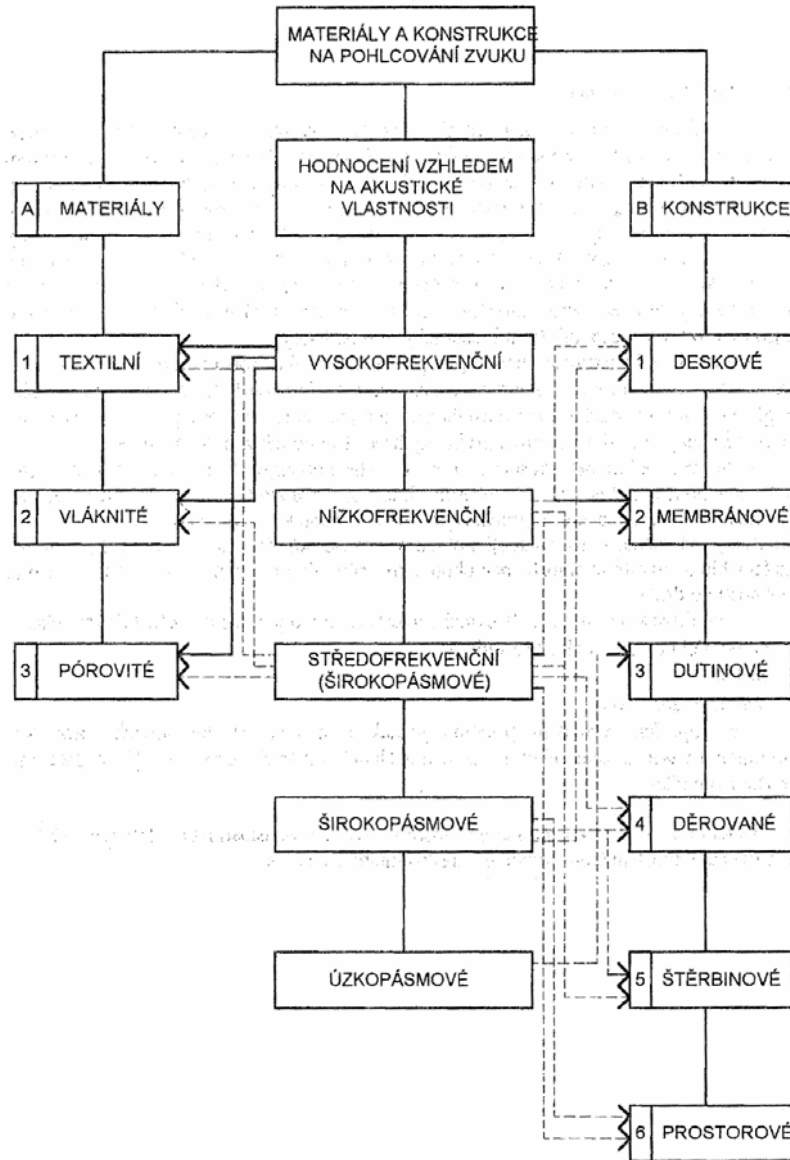 MATERIÁLY A KONSTRUKCE
NA POHLCOVÁNÍ ZVUKU
HODNOCENÍ VZHLEDEM
NA AKUSTICKÉ
VLASTNOSTI
A MATERIÁLY
B KONSTRUKCE
1 TEXTILNÍ
VYSOKOFREKVENČNÍ
1 DESKOVÉ
2 VLÁKNITÉ
NÍZKOFREKVENČNÍ
2 MEMBRÁNOVÉ
3 PÓROVITÉ
STŘEDOFREKVENČNÍ
(ŠIROKOPÁSMOVÉ)
3 DUTINOVÉ
ŠIROKOPÁSMOVÉ
4 DĚROVANÉ
ÚZKOPÁSMOVÉ
5 ŠTĚRBINOVÉ
6 PROSTOROVÉ